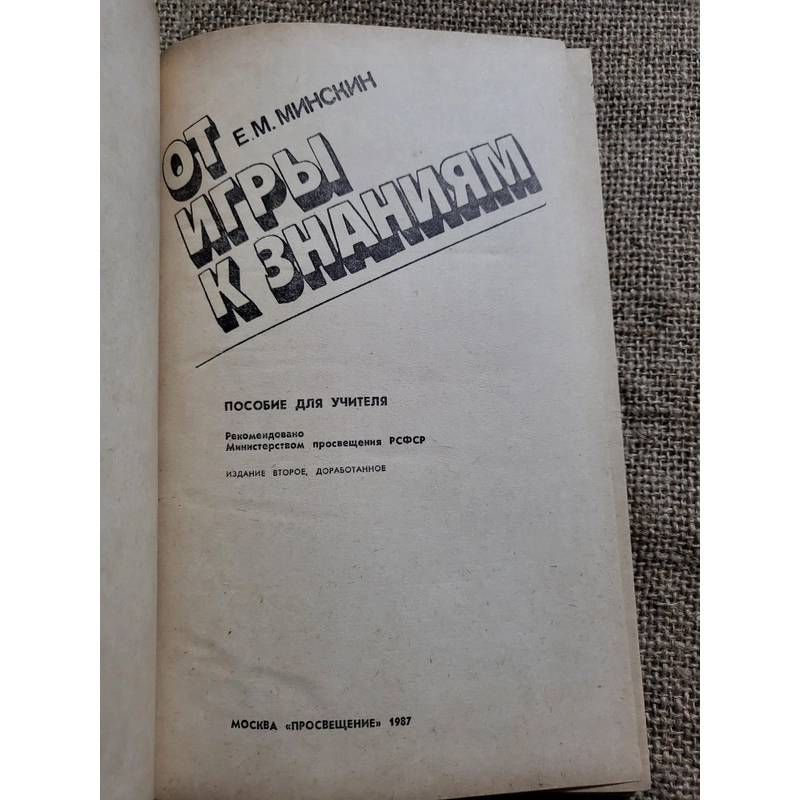 Е.М. МИНСКИН
ОТ
ИГРЫ
К ЗНАНИЯМ
ПОСОБИЕ ДЛЯ УЧИТЕЛЯ
Рекомендовано
Министерством просвещения РСФСР
ИЗДАНИЕ ВТОРОЕ, ДОРАБОТАННОЕ
МОСКВА «ПРОСВЕЩЕНИЕ» 1987